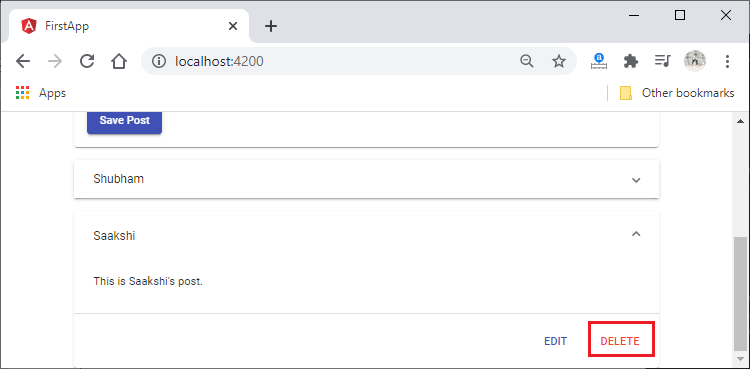 FirstApp
localhost:4200
Apps
Other bookmarks
Save Post
Shubham
Saakshi
This is Saakshi's post.
EDIT DELETE